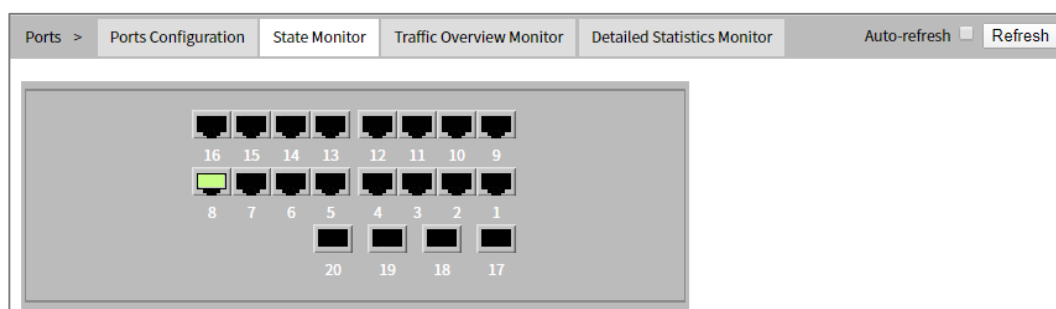 Ports > Ports Configuration State Monitor Traffic Overview Monitor Detailed Statistics Monitor Auto-refresh Refresh
16 15 14 13 12 11 10 9
8 7 6 5 4 3 2 1
20 19 18 17